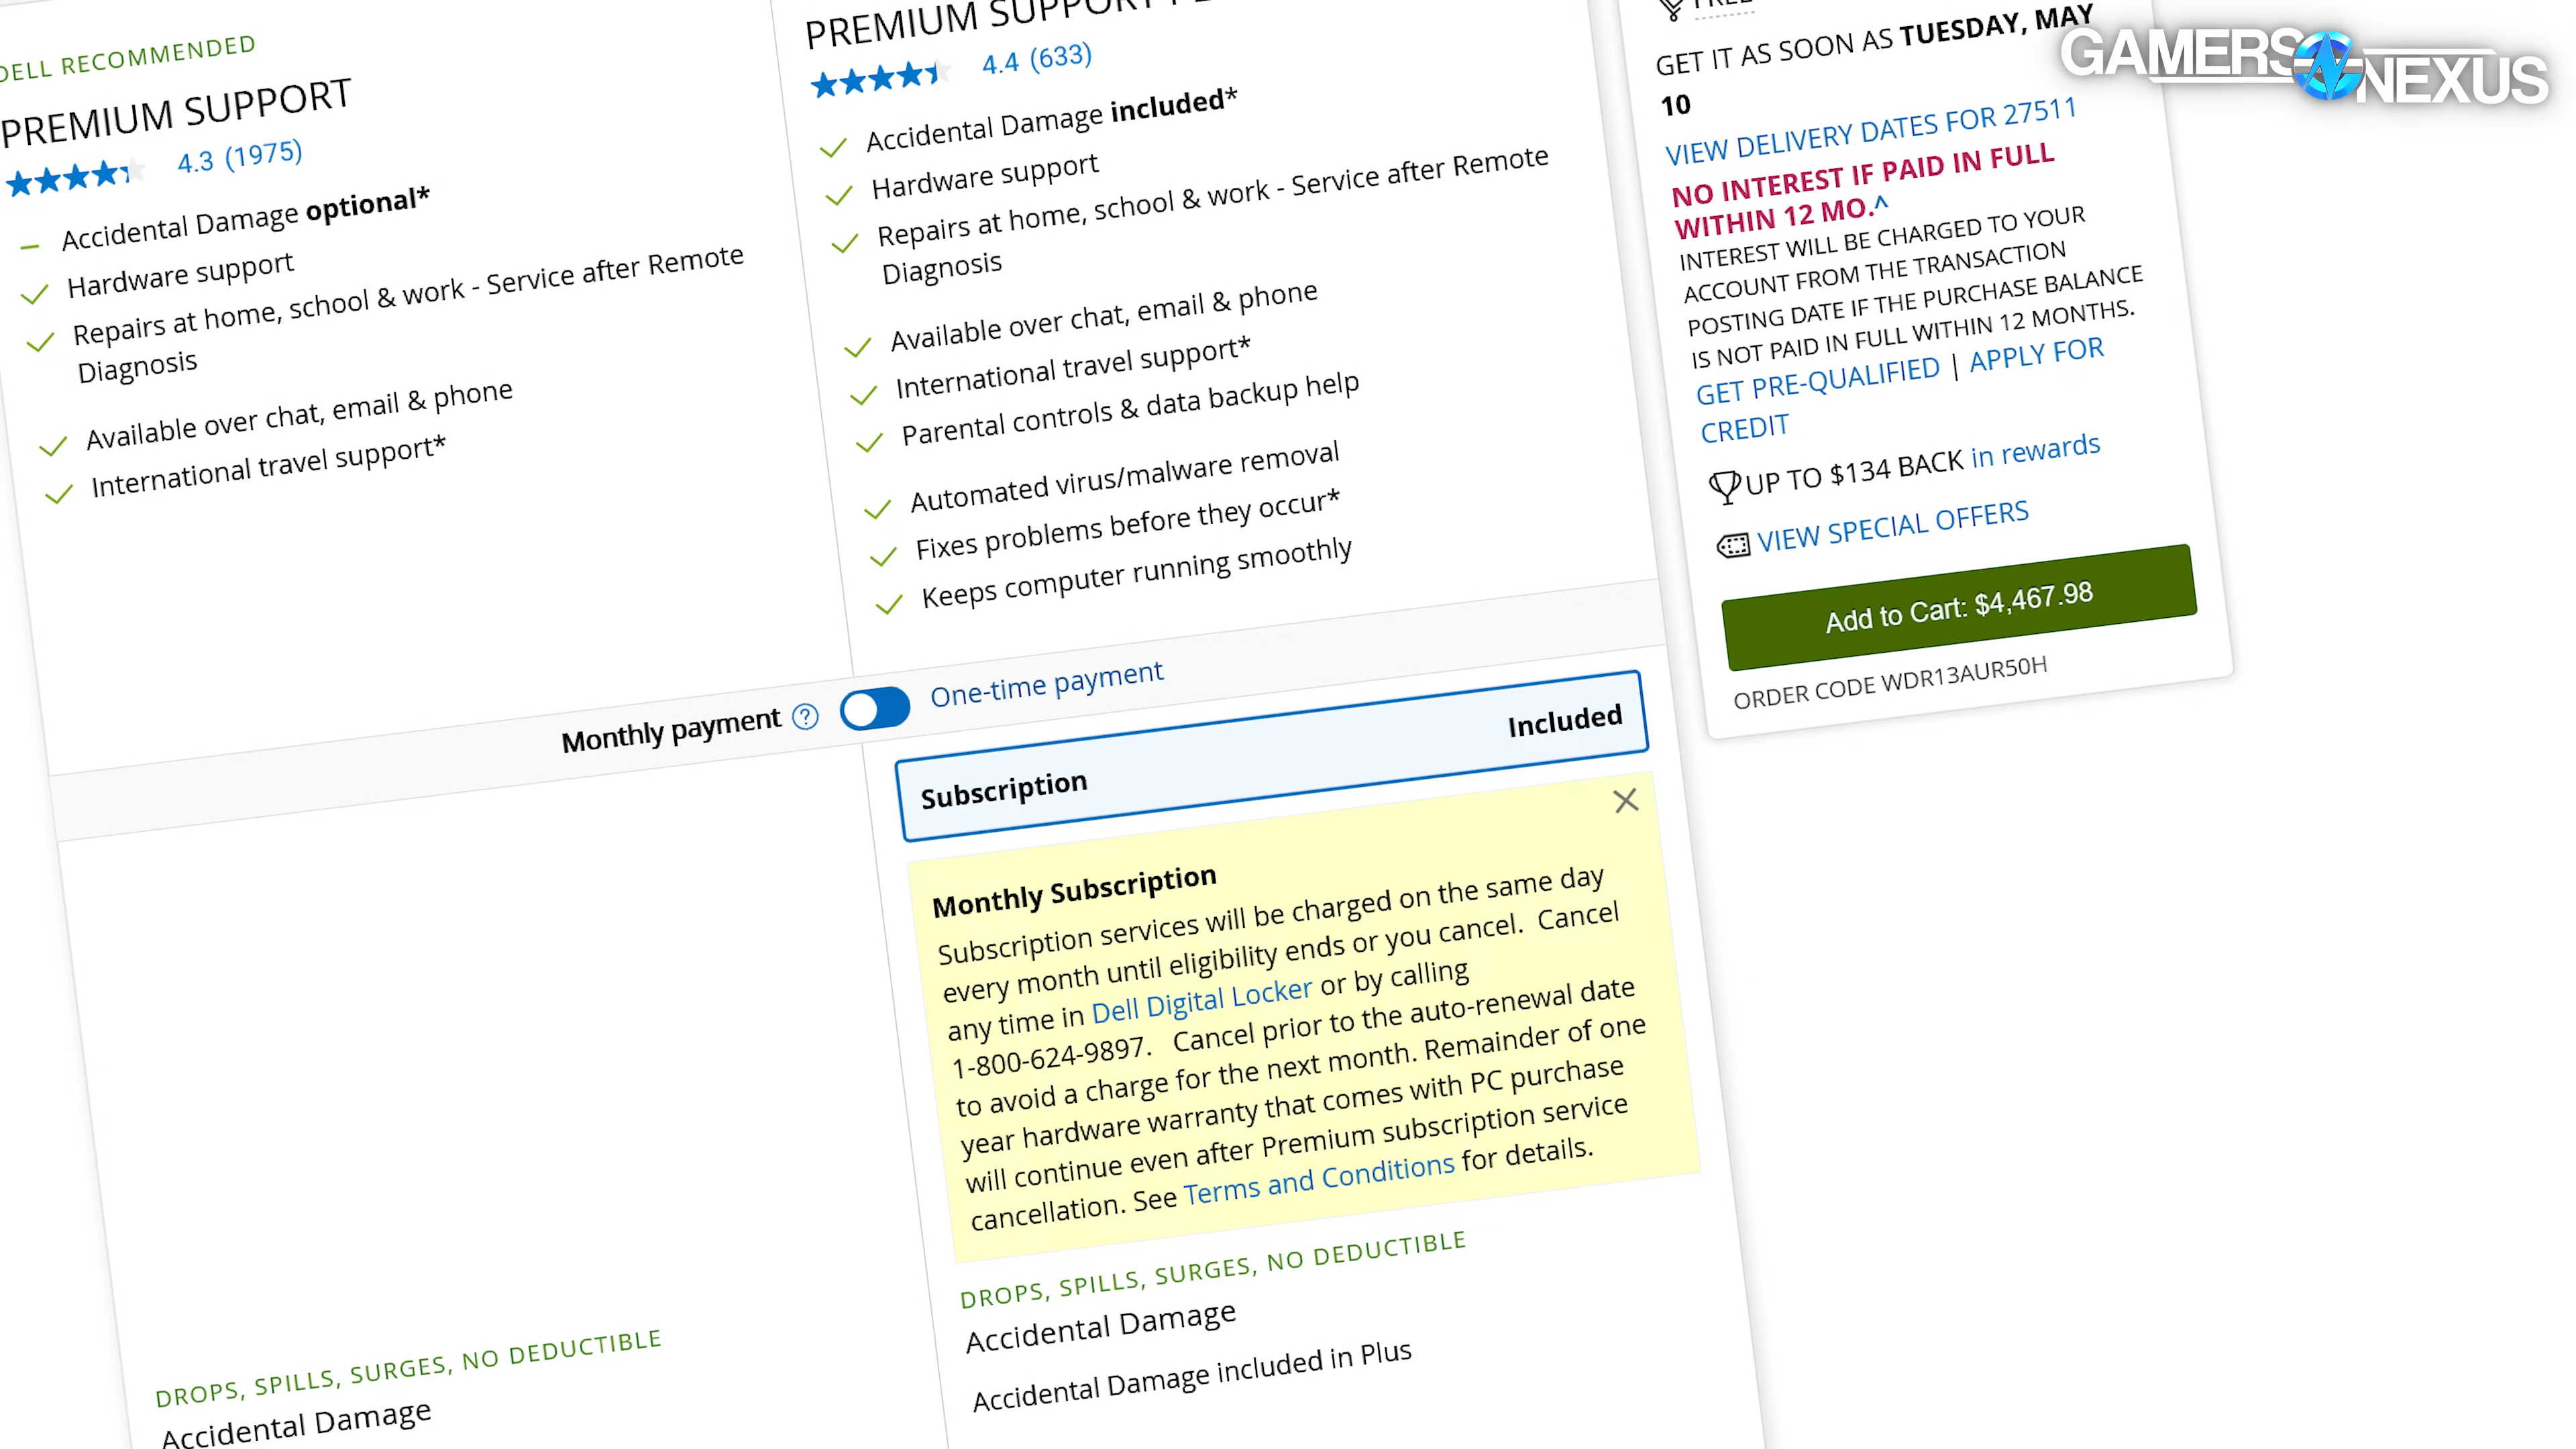 DELL RECOMMENDED
PREMIUM SUPPORT
4.3 (1975)
Accidental Damage optional*
Hardware support
Repairs at home, school & work - Service after Remote
Diagnosis
Available over chat, email & phone
International travel support*
PREMIUM SUPPORT
4.4 (633)
Accidental Damage included*
Hardware support
Repairs at home, school & work - Service after Remote
Diagnosis
Available over chat, email & phone
International travel support*
Parental controls & data backup help
Automated virus/malware removal
Fixes problems before they occur*
Keeps computer running smoothly
Monthly payment ? One-time payment
Subscription Included
Monthly Subscription
Subscription services will be charged on the same day
every month until eligibility ends or you cancel. Cancel
any time in Dell Digital Locker or by calling
1-800-624-9897. Cancel prior to the auto-renewal date
to avoid a charge for the next month. Remainder of one
year hardware warranty that comes with PC purchase
will continue even after Premium subscription service
cancellation. See Terms and Conditions for details.
DROPS, SPILLS, SURGES, NO DEDUCTIBLE
Accidental Damage
DROPS, SPILLS, SURGES, NO DEDUCTIBLE
Accidental Damage
Accidental Damage included in Plus
FREE
GET IT AS SOON AS TUESDAY, MAY
10
VIEW DELIVERY DATES FOR 27511
NO INTEREST IF PAID IN FULL
WITHIN 12 MO.^
INTEREST WILL BE CHARGED TO YOUR
ACCOUNT FROM THE TRANSACTION
POSTING DATE IF THE PURCHASE BALANCE
IS NOT PAID IN FULL WITHIN 12 MONTHS.
GET PRE-QUALIFIED | APPLY FOR
CREDIT
UP TO $134 BACK in rewards
VIEW SPECIAL OFFERS
Add to Cart: $4,467.98
ORDER CODE WDR13AUR50H
GAMERS NEXUS